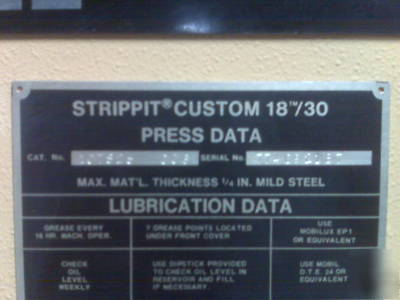 STRIPPIT® CUSTOM 18™/30
PRESS DATA
CAT. No. SERIAL No.
MAX. MAT'L. THICKNESS 1/4 IN. MILD STEEL
LUBRICATION DATA
GREASE EVERY
16 HR. MACH. OPER.
7 GREASE POINTS LOCATED
UNDER FRONT COVER
USE
MOBILUX EP1
OR EQUIVALENT
CHECK
OIL
LEVEL
WEEKLY
USE DIPSTICK PROVIDED
TO CHECK OIL LEVEL IN
RESERVOIR AND FILL
IF NECESSARY.
USE MOBIL
D.T.E. 24 OR
EQUIVALENT